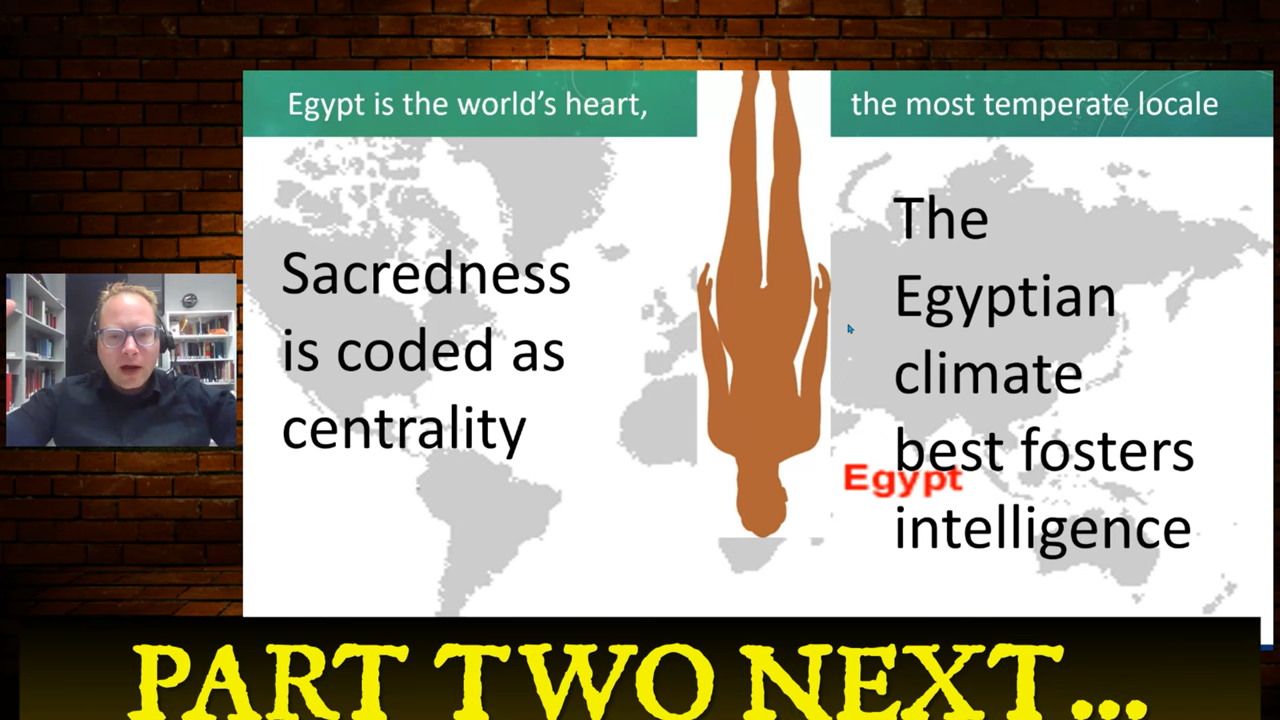 Egypt is the world's heart,
the most temperate locale
Sacredness
is coded as
centrality
The
Egyptian
climate
best fosters
intelligence
Egypt
PART TWO NEXT...